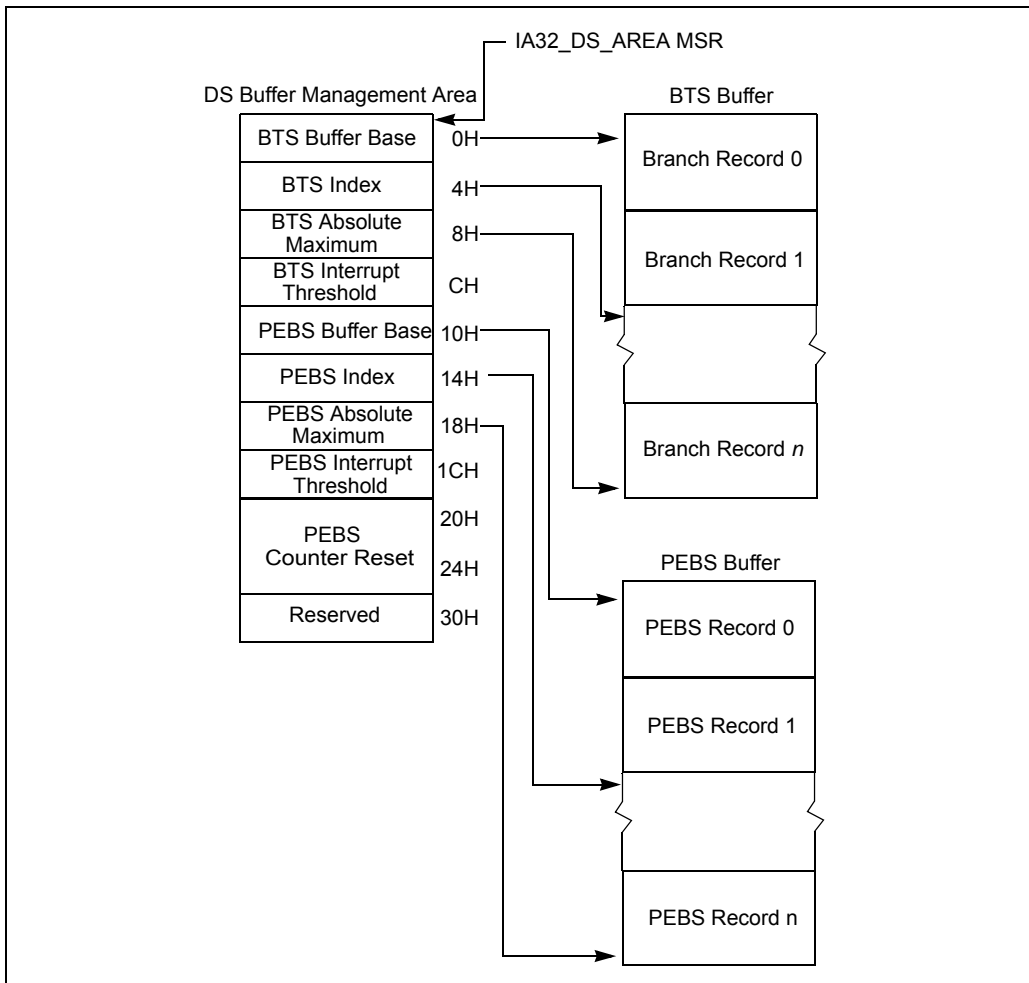 IA32_DS_AREA MSR
DS Buffer Management Area
BTS Buffer Base 0H
BTS Index 4H
BTS Absolute
Maximum 8H
BTS Interrupt
Threshold CH
PEBS Buffer Base 10H
PEBS Index 14H
PEBS Absolute
Maximum 18H
PEBS Interrupt
Threshold 1CH
20H
PEBS
Counter Reset
24H
Reserved 30H
BTS Buffer
Branch Record 0
Branch Record 1
Branch Record n
PEBS Buffer
PEBS Record 0
PEBS Record 1
PEBS Record n